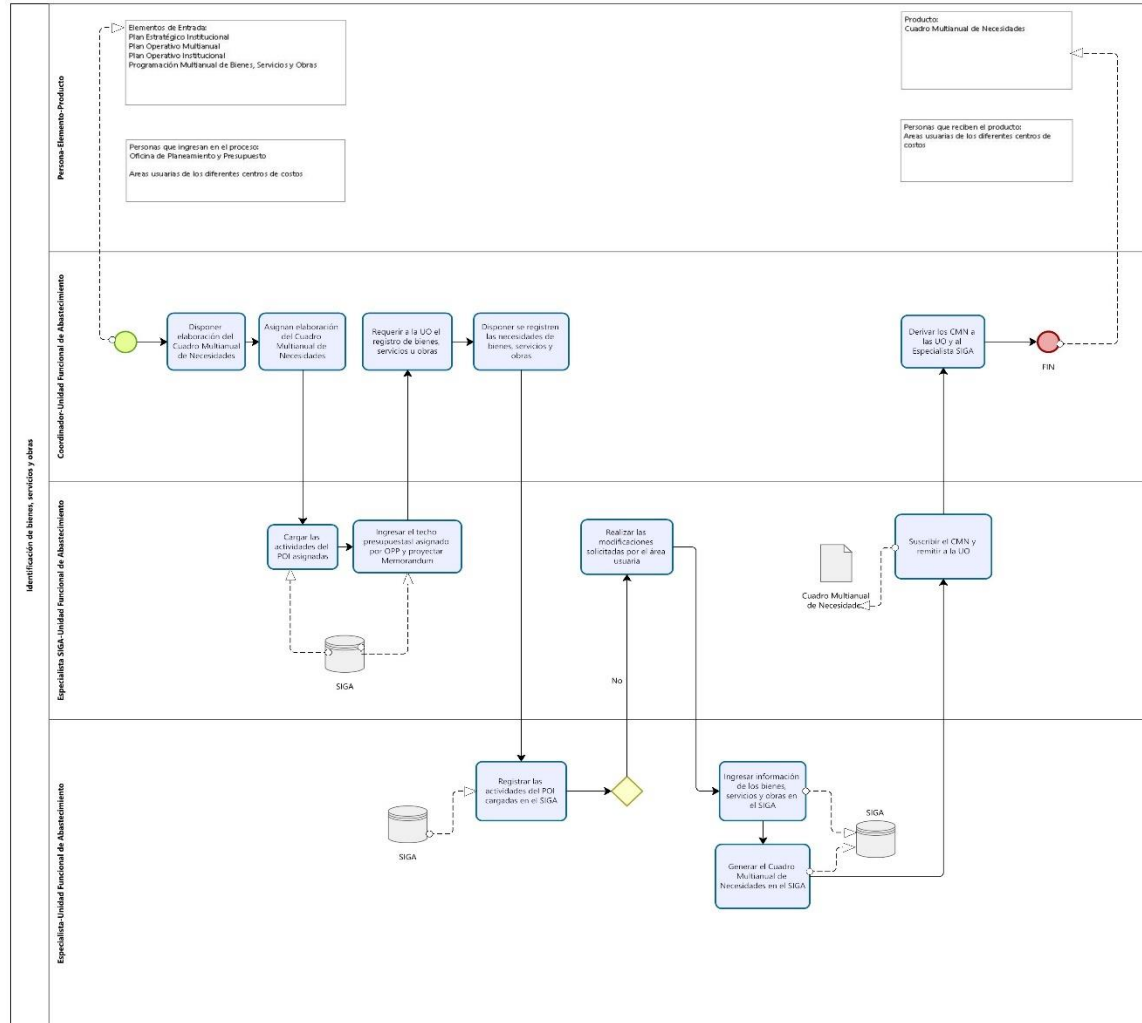 Identificación de bienes, servicios y obras
Persona-Elemento-Producto
Elementos de Entrada:
Plan Estratégico Institucional
Plan Operativo Multianual
Plan Operativo Institucional
Programación Multianual de Bienes, Servicios y Obras
Personas que ingresan en el proceso:
Oficina de Planeamiento y Presupuesto
Areas usuarias de los diferentes centros de costos
Producto:
Cuadro Multianual de Necesidades
Personas que reciben el producto:
Areas usuarias de los diferentes centros de
costos
Coordinador-Unidad Funcional de Abastecimiento
Disponer
elaboración del
Cuadro Multianual
de Necesidades
Asignan elaboración
del Cuadro
Multianual de
Necesidades
Requerir a la UO el
registro de bienes,
servicios u obras
Disponer se registren
las necesidades de
bienes, servicios y
obras
Derivar los CMN a
las UO y al
Especialista SIGA
FIN
Especialista SIGA-Unidad Funcional de Abastecimiento
Cargar las
actividades del
POI asignadas
Ingresar el techo
presupuestasl asignado
por OPP y proyectar
Memorandum
SIGA
Realizar las
modificaciones
solicitadas por el área
usuaria
No
Cuadro Multianual
de Necesidades
Suscribir el CMN y
remitir a la UO
Especialista-Unidad Funcional de Abastecimiento
SIGA
Registrar las
actividades del POI
cargadas en el SIGA
Ingresar información
de los bienes,
servicios y obras en
el SIGA
SIGA
Generar el Cuadro
Multianual de
Necesidades en el SIGA